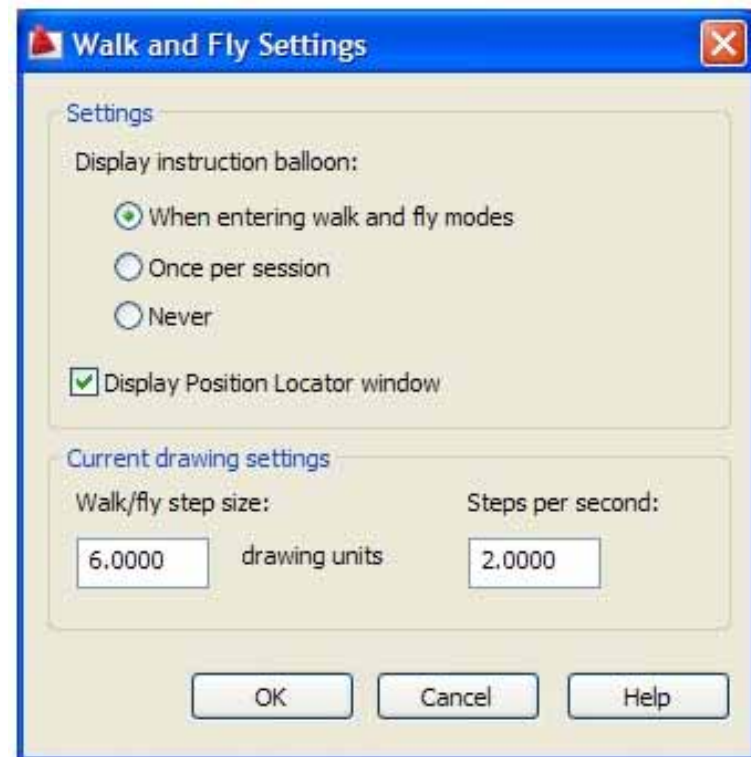 Walk and Fly Settings
Settings
Display instruction balloon:
When entering walk and fly modes
Once per session
Never
Display Position Locator window
Current drawing settings
Walk/fly step size: Steps per second:
6.0000 drawing units 2.0000
OK Cancel Help